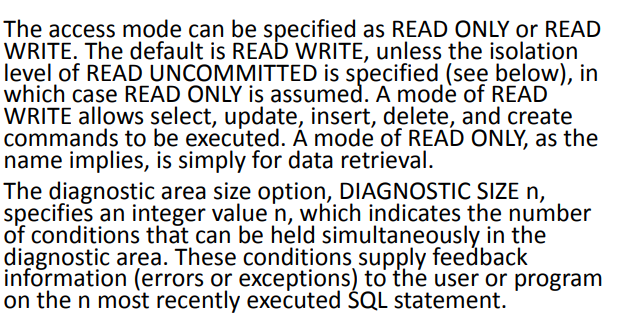 The access mode can be specified as READ ONLY or READ
WRITE. The default is READ WRITE, unless the isolation
level of READ UNCOMMITTED is specified (see below), in
which case READ ONLY is assumed. A mode of READ
WRITE allows select, update, insert, delete, and create
commands to be executed. A mode of READ ONLY, as the
name implies, is simply for data retrieval.
The diagnostic area size option, DIAGNOSTIC SIZE n,
specifies an integer value n, which indicates the number
of conditions that can be held simultaneously in the
diagnostic area. These conditions supply feedback
information (errors or exceptions) to the user or program
on the n most recently executed SQL statement.